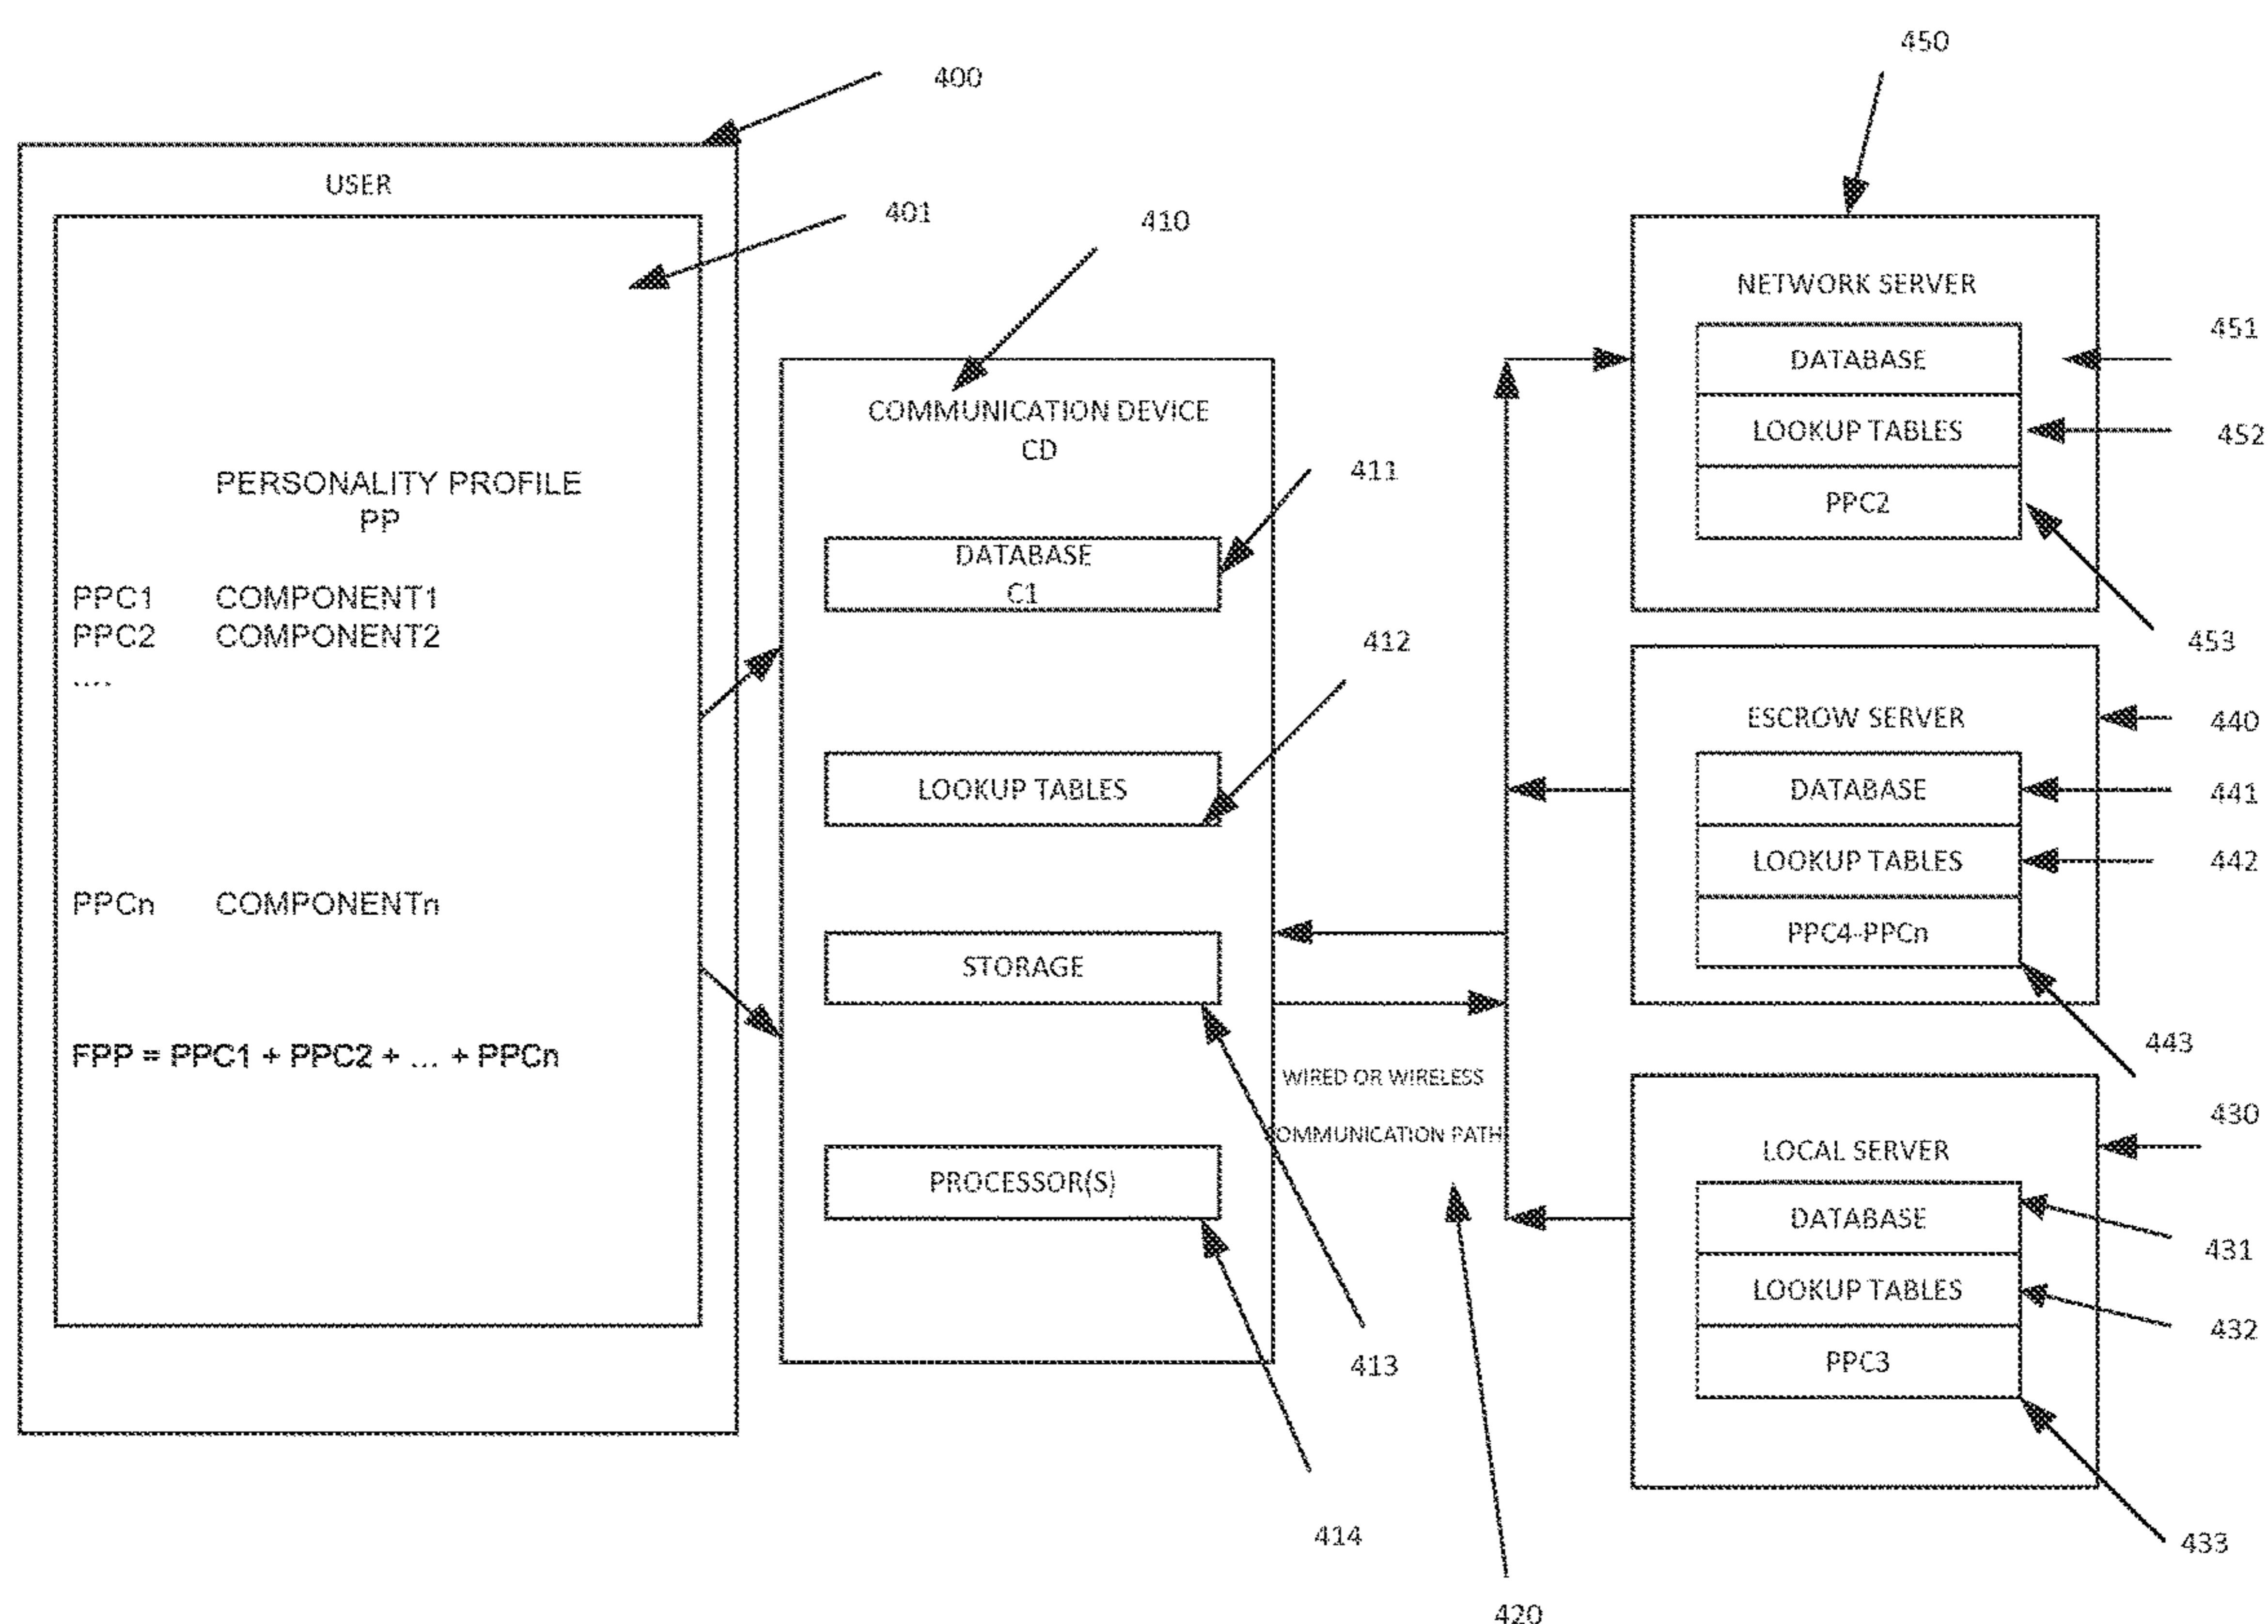 400
USER
401
PERSONALITY PROFILE
PP
PPC1 COMPONENT1
PPC2 COMPONENT2
....
PPCn COMPONENTn
FPP = PPC1 + PPC2 + ... + PPCn
410
COMMUNICATION DEVICE
CD
411
DATABASE
C1
412
LOOKUP TABLES
STORAGE
PROCESSOR(S)
413
414
WIRED OR WIRELESS
OMMUNICATION PATH
420
450
NETWORK SERVER
DATABASE
451
LOOKUP TABLES
452
PPC2
453
ESCROW SERVER
440
DATABASE
441
LOOKUP TABLES
442
PPC4-PPCn
443
430
LOCAL SERVER
DATABASE
431
LOOKUP TABLES
432
PPC3
433